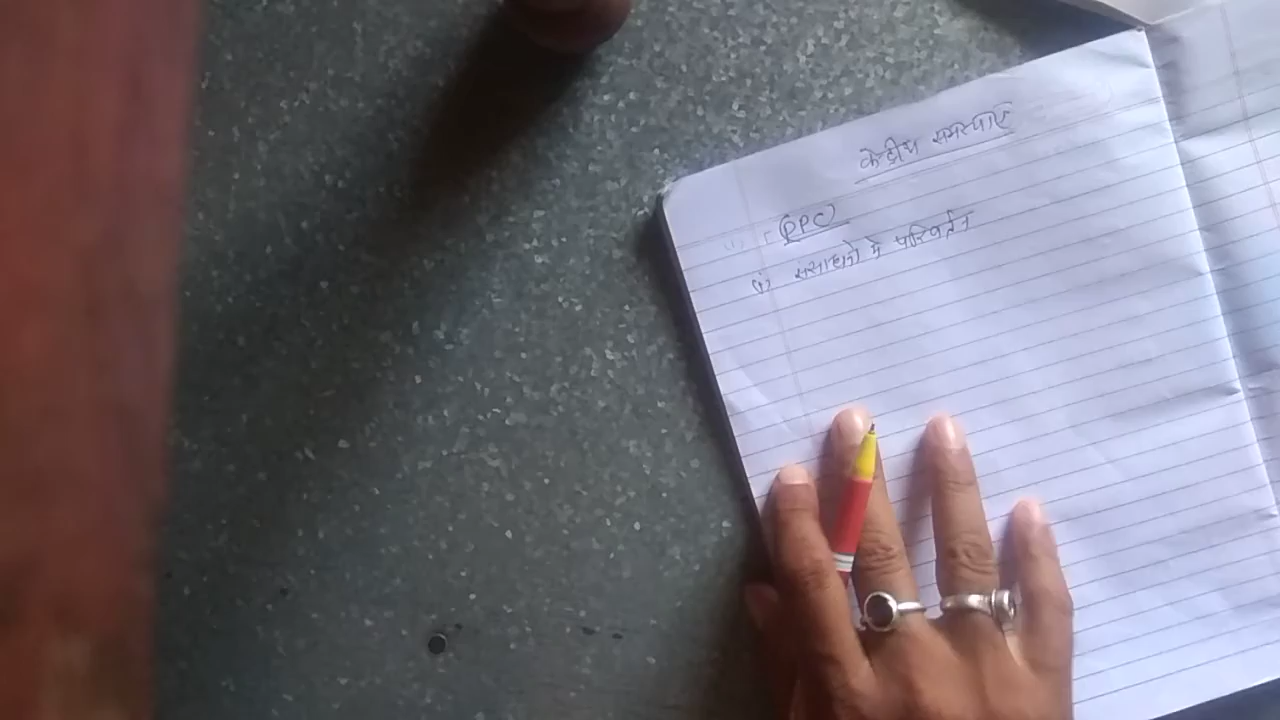 केन्द्रीय समस्याएँ
(PPC)
(i) संसाधनो मे परिवर्तन